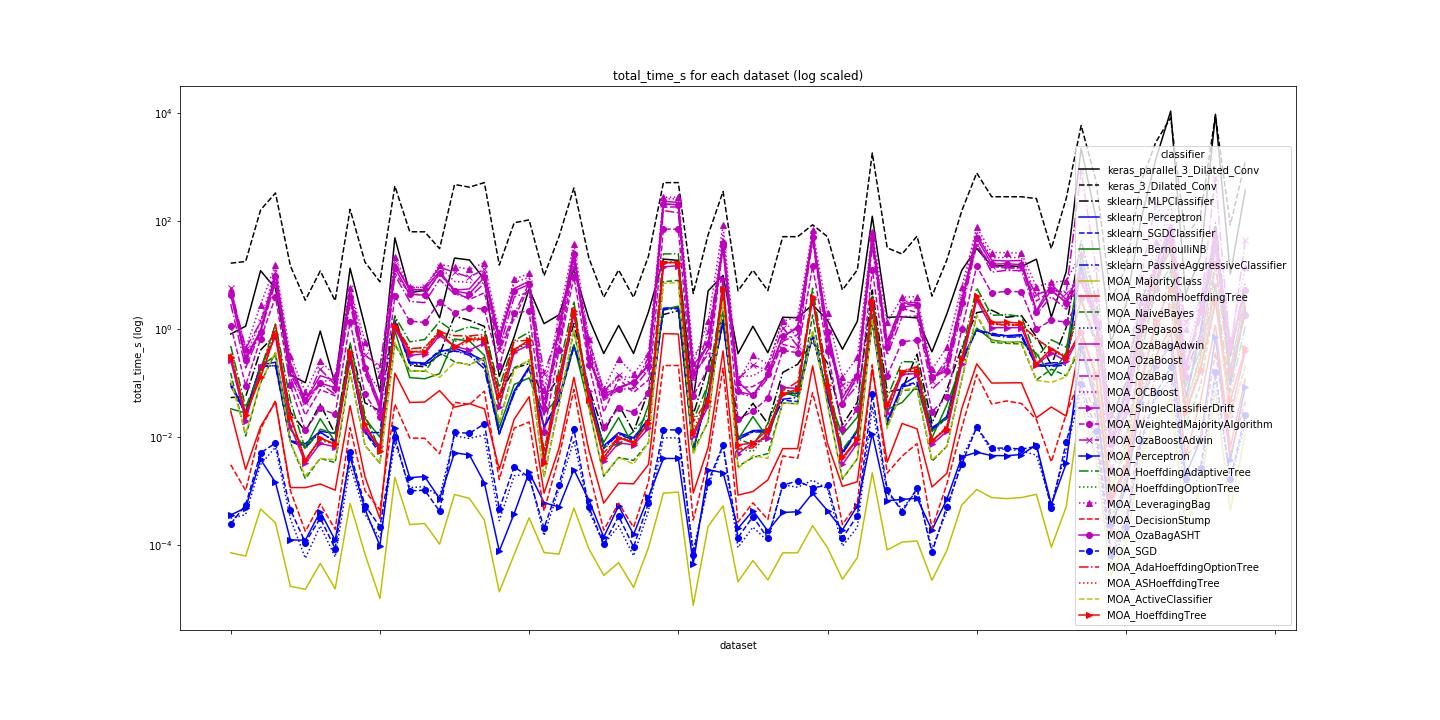 total_time_s for each dataset (log scaled)
total_time_s (log)
10^4
10^2
10^0
10^-2
10^-4
dataset
classifier
keras_parallel_3_Dilated_Conv
keras_3_Dilated_Conv
sklearn_MLPClassifier
sklearn_Perceptron
sklearn_SGDClassifier
sklearn_BernoulliNB
sklearn_PassiveAggressiveClassifier
MOA_MajorityClass
MOA_RandomHoeffdingTree
MOA_NaiveBayes
MOA_SPegasos
MOA_OzaBagAdwin
MOA_OzaBoost
MOA_OzaBag
MOA_OCBoost
MOA_SingleClassifierDrift
MOA_WeightedMajorityAlgorithm
MOA_OzaBoostAdwin
MOA_Perceptron
MOA_HoeffdingAdaptiveTree
MOA_HoeffdingOptionTree
MOA_LeveragingBag
MOA_DecisionStump
MOA_OzaBagASHT
MOA_SGD
MOA_AdaHoeffdingOptionTree
MOA_ASHoeffdingTree
MOA_ActiveClassifier
MOA_HoeffdingTree